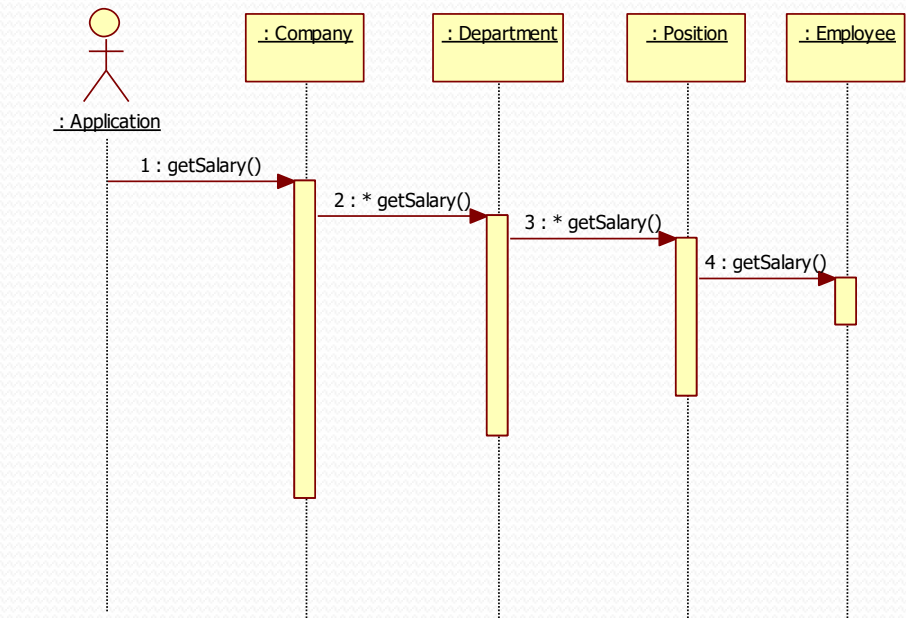 : Company
: Department
: Position
: Employee
: Application
1 : getSalary()
2 : * getSalary()
3 : * getSalary()
4 : getSalary()